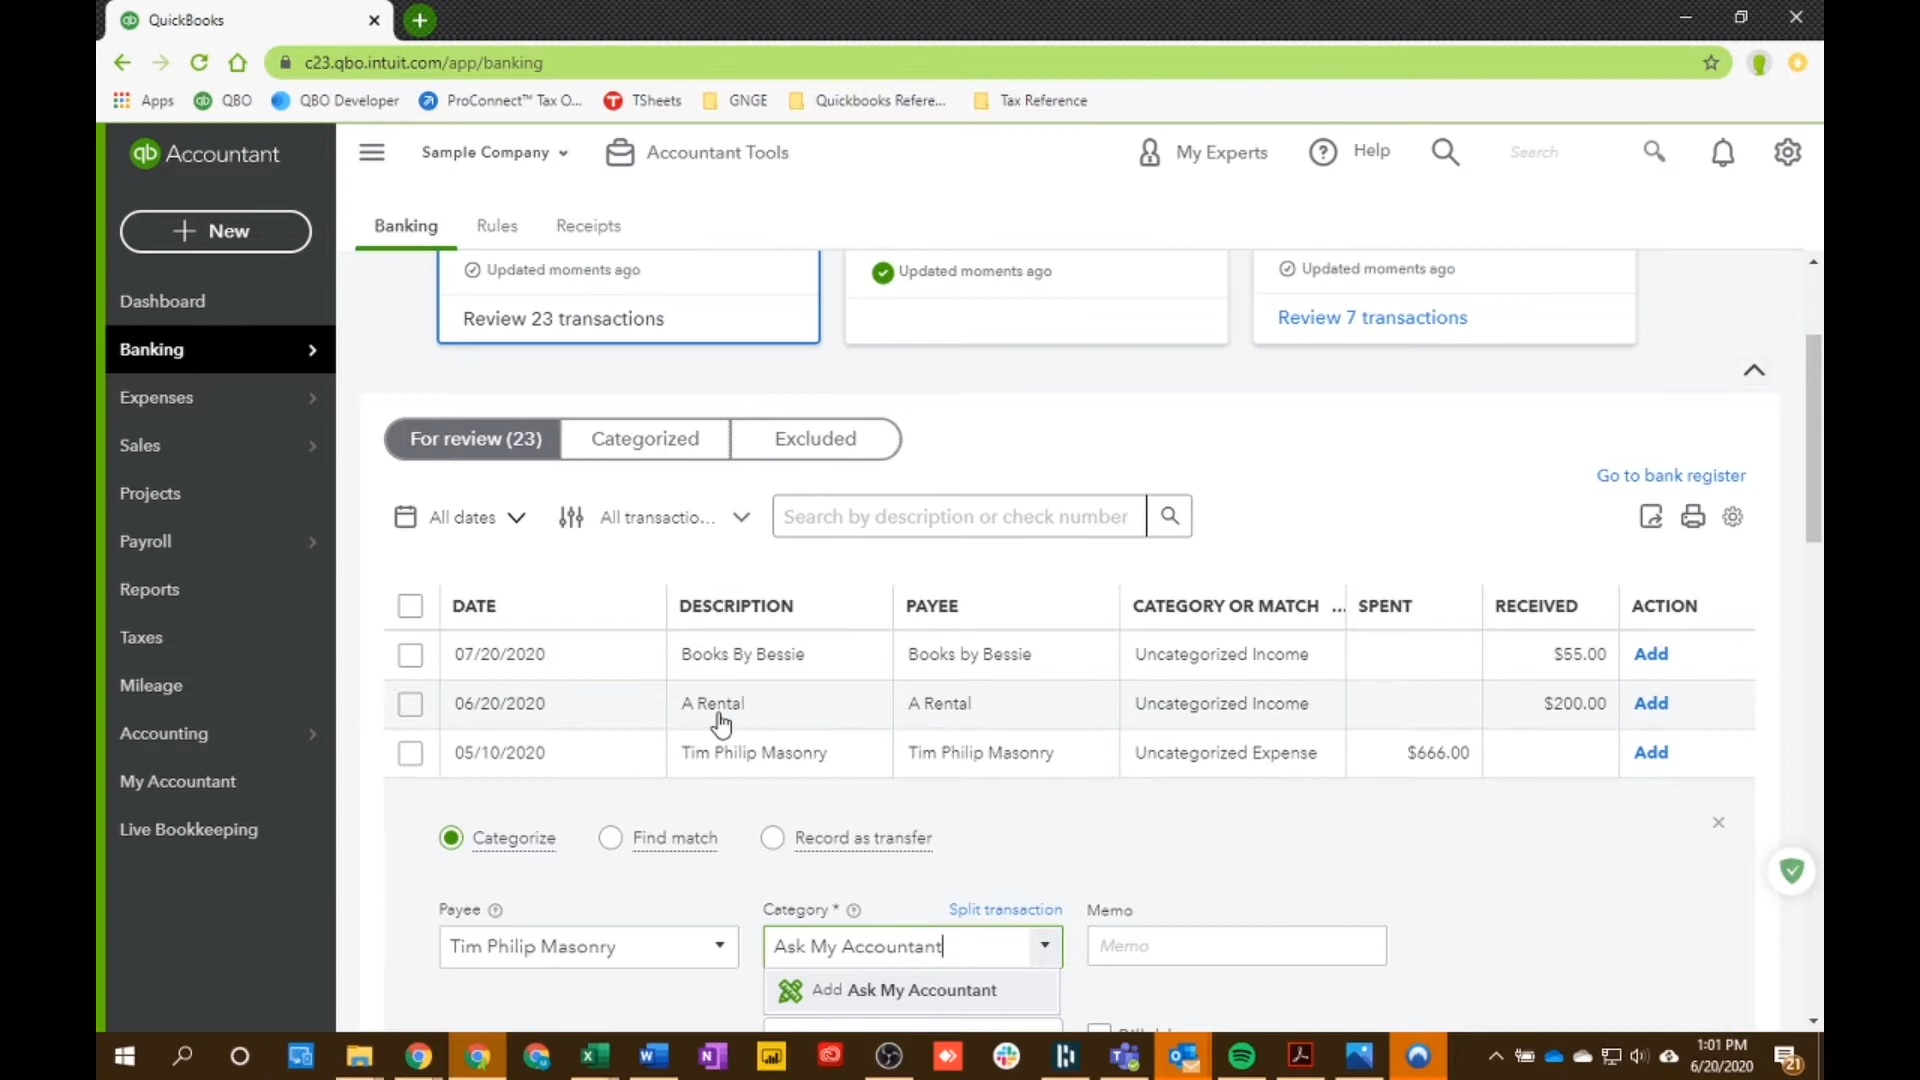 QuickBooks
c23.qbo.intuit.com/app/banking
Apps QBO QBO Developer ProConnect™ Tax O... TSheets GNGE Quickbooks Refere... Tax Reference
qb Accountant
Sample Company
Accountant Tools
My Experts
Help
Search
New
Banking Rules Receipts
Dashboard
Banking
Expenses
Sales
Projects
Payroll
Reports
Taxes
Mileage
Accounting
My Accountant
Live Bookkeeping
Updated moments ago
Review 23 transactions
Updated moments ago
Updated moments ago
Review 7 transactions
For review (23) Categorized Excluded
Go to bank register
All dates All transactio... Search by description or check number
DATE DESCRIPTION PAYEE CATEGORY OR MATCH ... SPENT RECEIVED ACTION
07/20/2020 Books By Bessie Books by Bessie Uncategorized Income $55.00 Add
06/20/2020 A Rental A Rental Uncategorized Income $200.00 Add
05/10/2020 Tim Philip Masonry Tim Philip Masonry Uncategorized Expense $666.00 Add
Categorize Find match Record as transfer
Payee Category * Split transaction Memo
Tim Philip Masonry Ask My Accountant Memo
Add Ask My Accountant
1:01 PM
6/20/2020
21